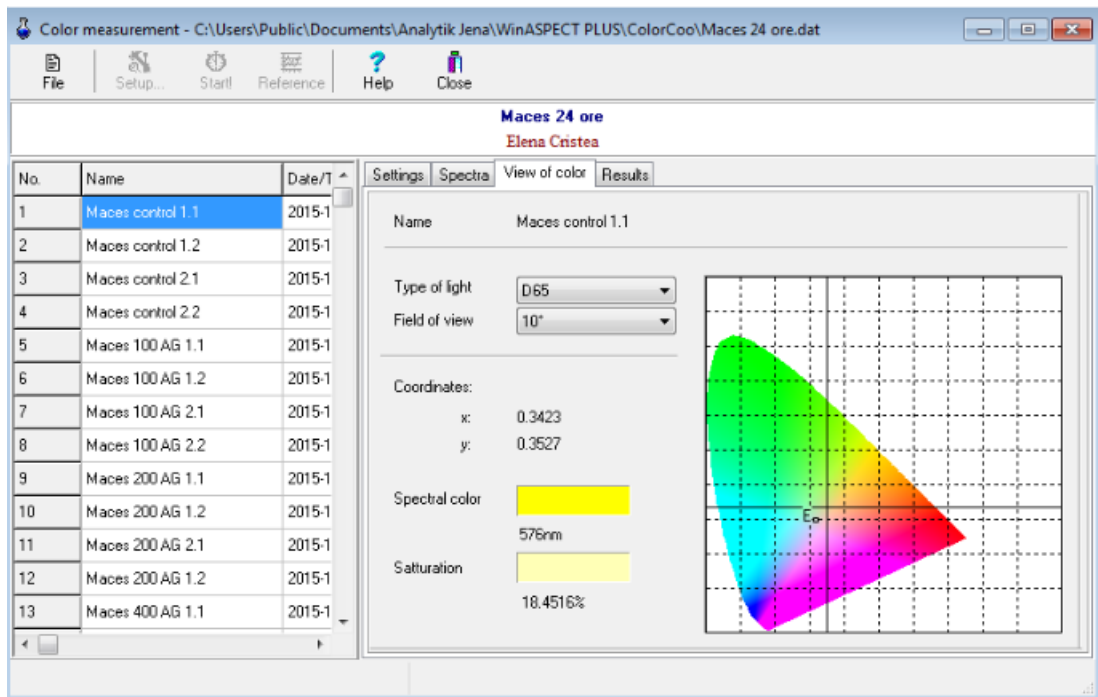 Color measurement - C:\Users\Public\Documents\Analytik Jena\WinASPECT PLUS\ColorCoo\Maces 24 ore.dat
File Setup... Start! Reference Help Close
Maces 24 ore
Elena Cristea
No. Name Date/T
1 Maces control 1.1 2015-1
2 Maces control 1.2 2015-1
3 Maces control 2.1 2015-1
4 Maces control 2.2 2015-1
5 Maces 100 AG 1.1 2015-1
6 Maces 100 AG 1.2 2015-1
7 Maces 100 AG 2.1 2015-1
8 Maces 100 AG 2.2 2015-1
9 Maces 200 AG 1.1 2015-1
10 Maces 200 AG 1.2 2015-1
11 Maces 200 AG 2.1 2015-1
12 Maces 200 AG 1.2 2015-1
13 Maces 400 AG 1.1 2015-1
Settings Spectra View of color Results
Name Maces control 1.1
Type of light D65
Field of view 10°
Coordinates:
x: 0.3423
y: 0.3527
Spectral color
576nm
Satturation
18.4516%
E